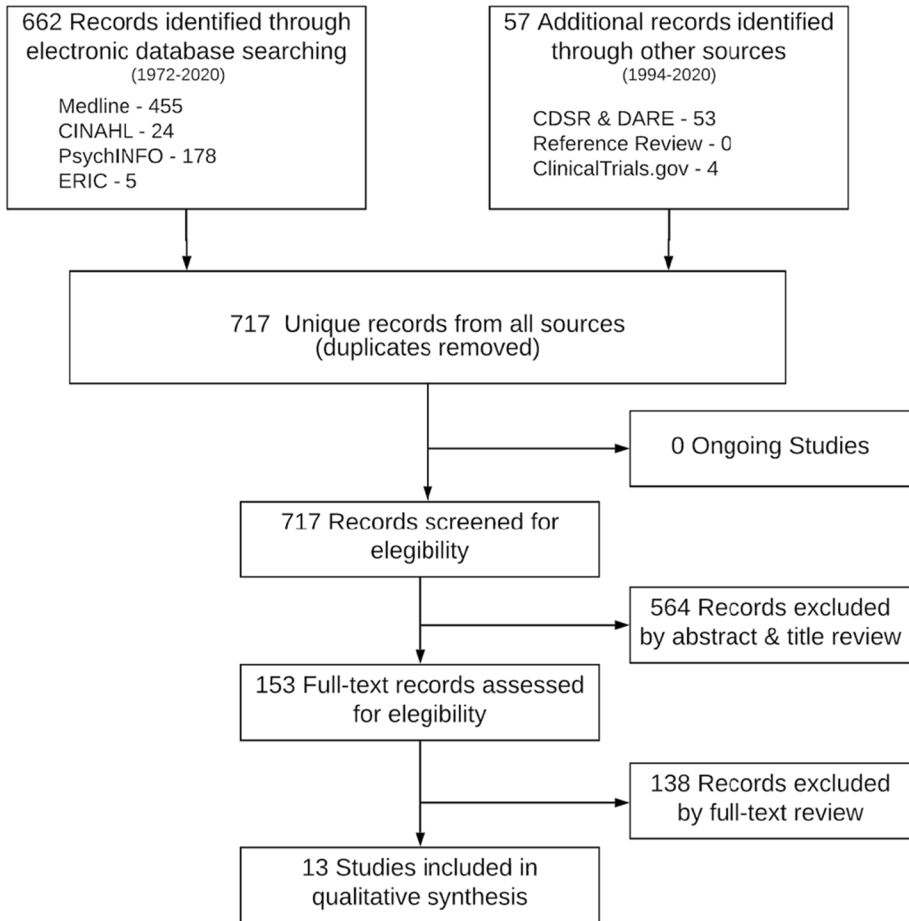 662 Records identified through
electronic database searching
(1972-2020)
Medline - 455
CINAHL - 24
PsychINFO - 178
ERIC - 5
57 Additional records identified
through other sources
(1994-2020)
CDSR & DARE - 53
Reference Review - 0
ClinicalTrials.gov - 4
717 Unique records from all sources
(duplicates removed)
0 Ongoing Studies
717 Records screened for
elegibility
564 Records excluded
by abstract & title review
153 Full-text records assessed
for elegibility
138 Records excluded
by full-text review
13 Studies included in
qualitative synthesis